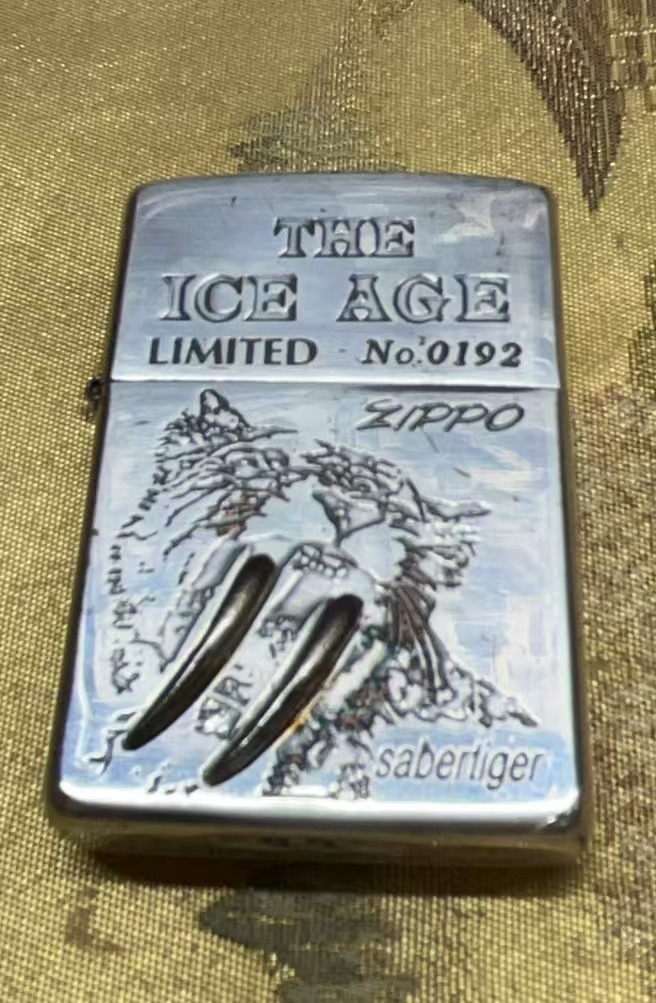 THE
ICE AGE
LIMITED No.0192
ZIPPO
sabertiger